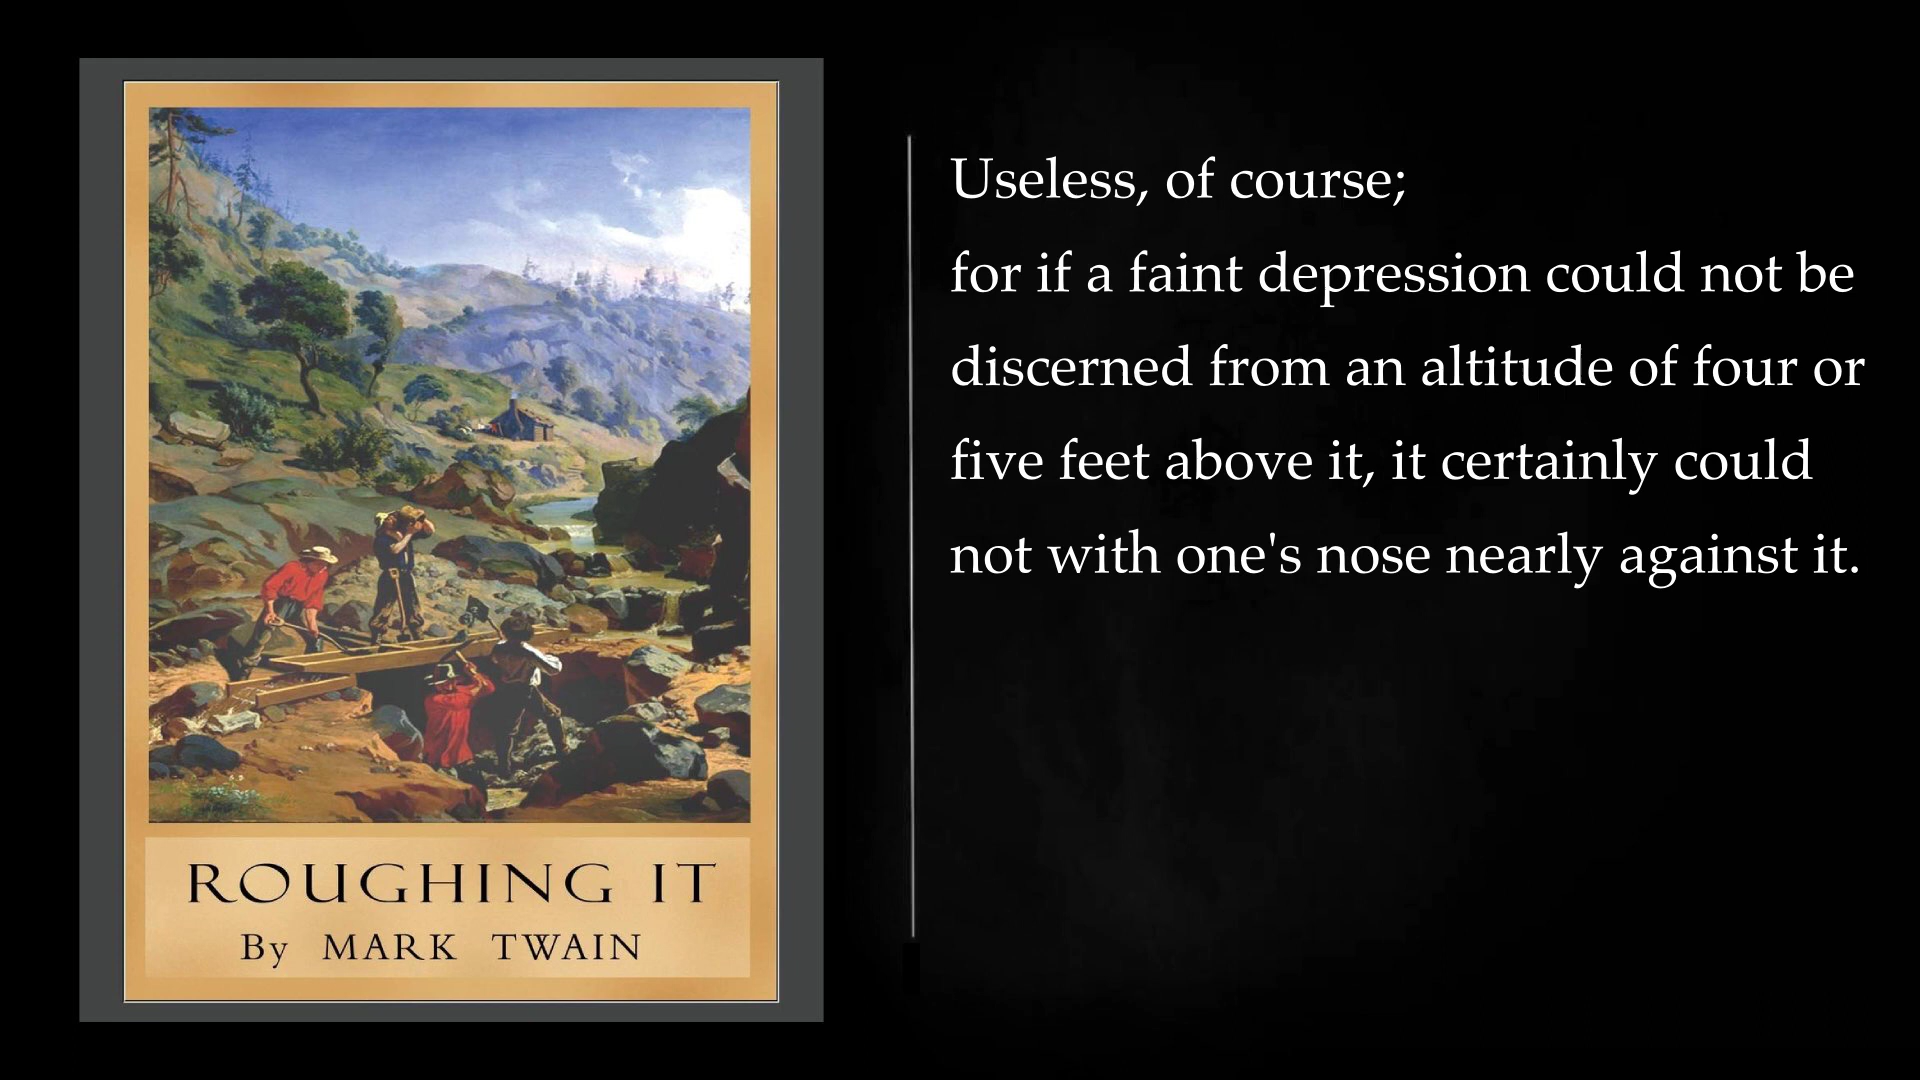 ROUGHING IT
By MARK TWAIN
Useless, of course;
for if a faint depression could not be
discerned from an altitude of four or
five feet above it, it certainly could
not with one's nose nearly against it.